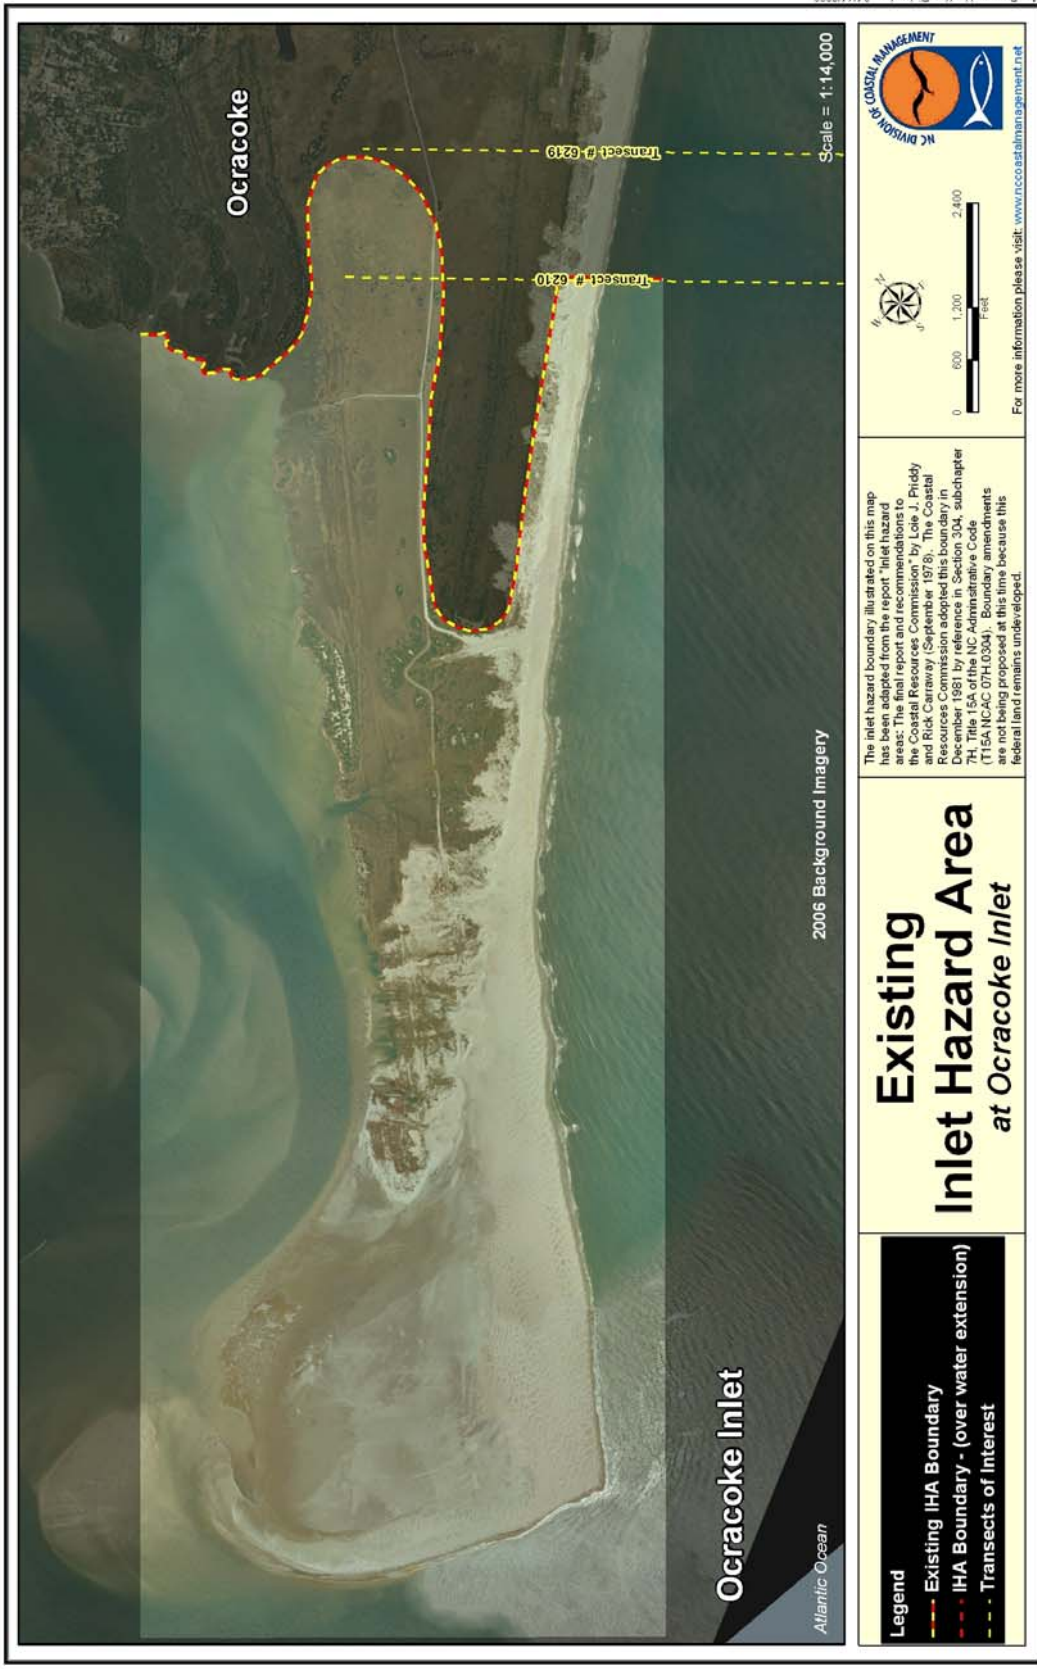 Ocracoke
Transect # 6219
Transect # 6210
Ocracoke Inlet
Atlantic Ocean
2006 Background Imagery
Scale = 1:14,000
Legend
Existing IHA Boundary
IHA Boundary - (over water extension)
Transects of Interest
Existing
Inlet Hazard Area
at Ocracoke Inlet
The inlet hazard boundary illustrated on this map
has been adapted from the report "Inlet hazard
areas: The final report and recommendations to
the Coastal Resources Commission" by Loie J. Priddy
and Rick Carraway (September 1978). The Coastal
Resources Commission adopted this boundary in
December 1981 by reference in Section 304, subchapter
7H, Title 15A of the NC Adminsitrative Code
(T15A NCAC 07H.0304). Boundary amendments
are not being proposed at this time because this
federal land remains undeveloped.
N
E
S
W
0 600 1,200 2,400
Feet
NC DIVISION OF COASTAL MANAGEMENT
For more information please visit: www.nccoastalmanagement.net